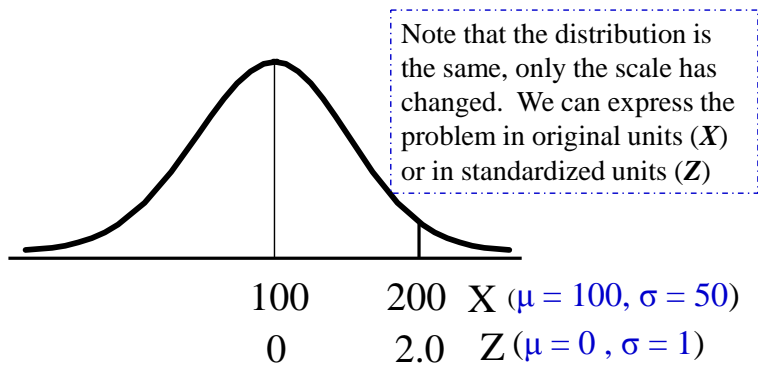 Note that the distribution is
the same, only the scale has
changed. We can express the
problem in original units (X)
or in standardized units (Z)
100 200 X (μ = 100, σ = 50)
0 2.0 Z (μ = 0 , σ = 1)